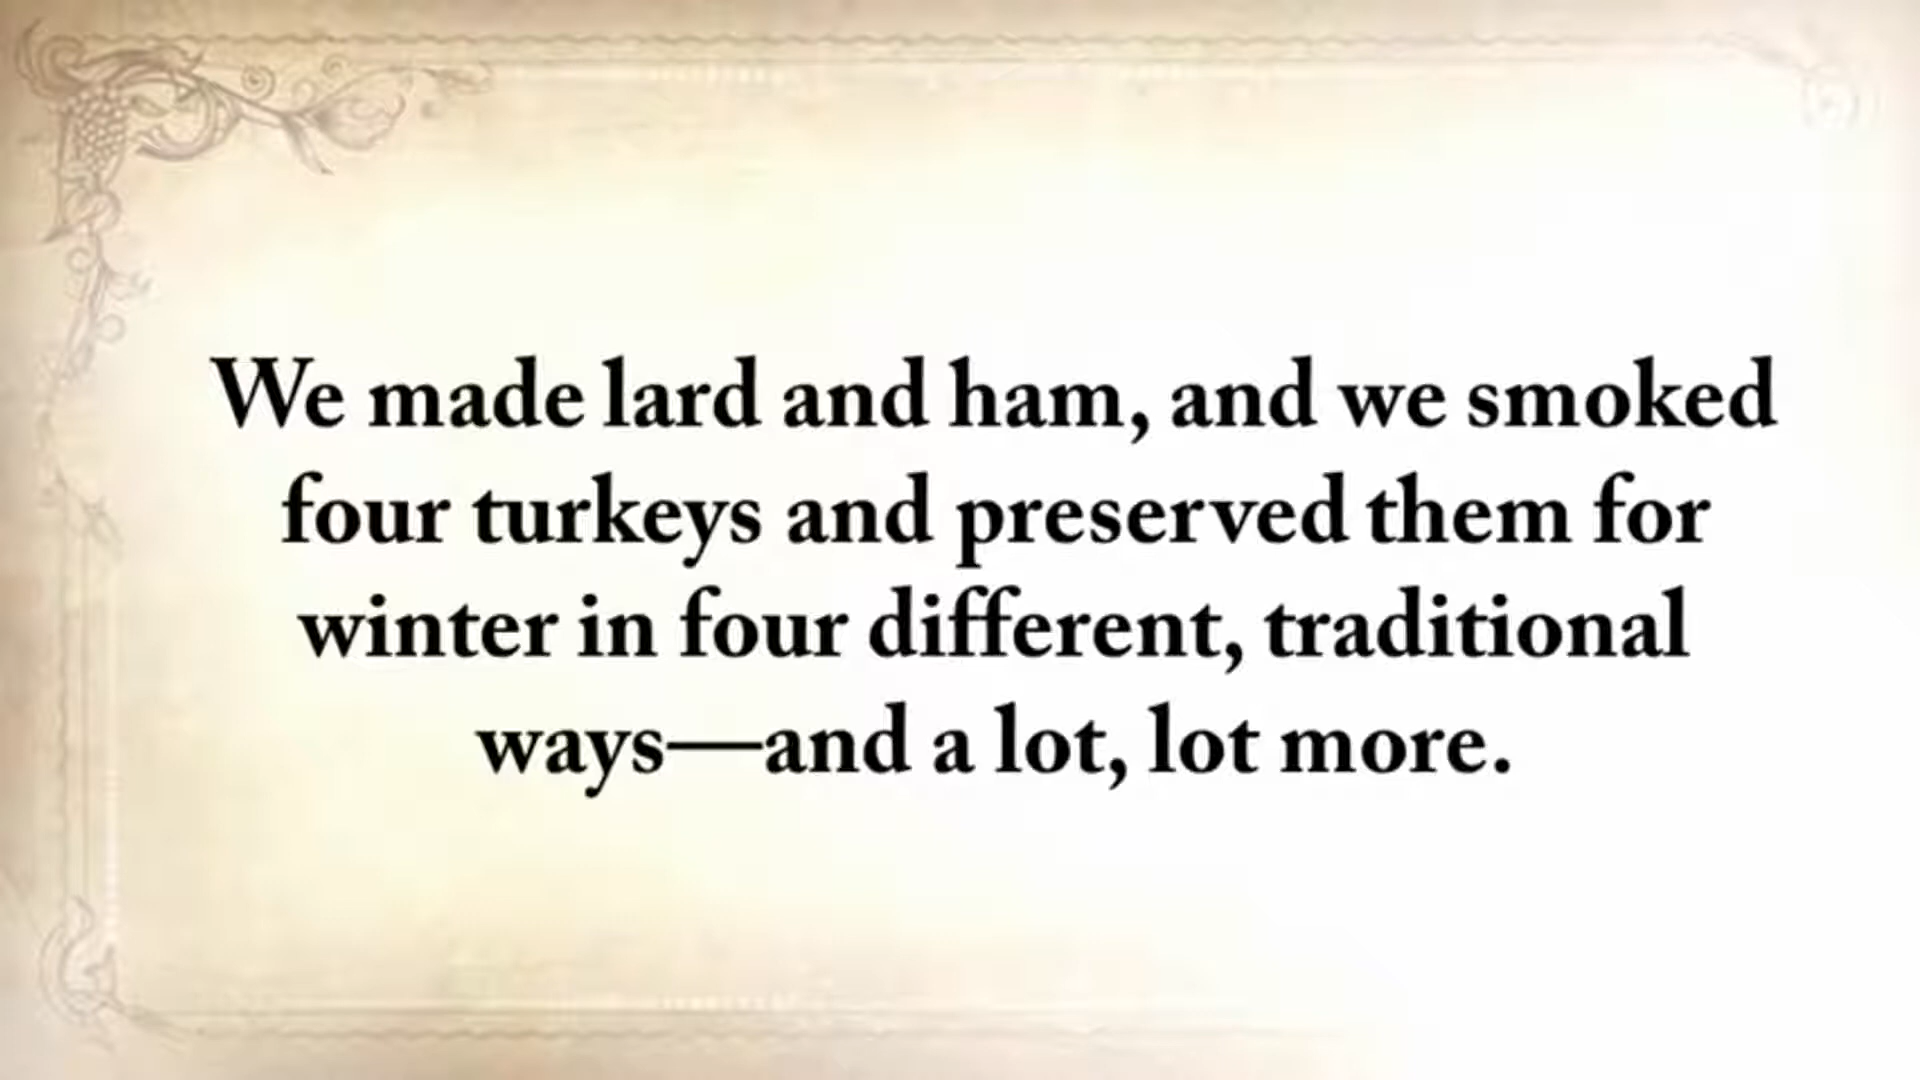 We made lard and ham, and we smoked
four turkeys and preserved them for
winter in four different, traditional
ways—and a lot, lot more.